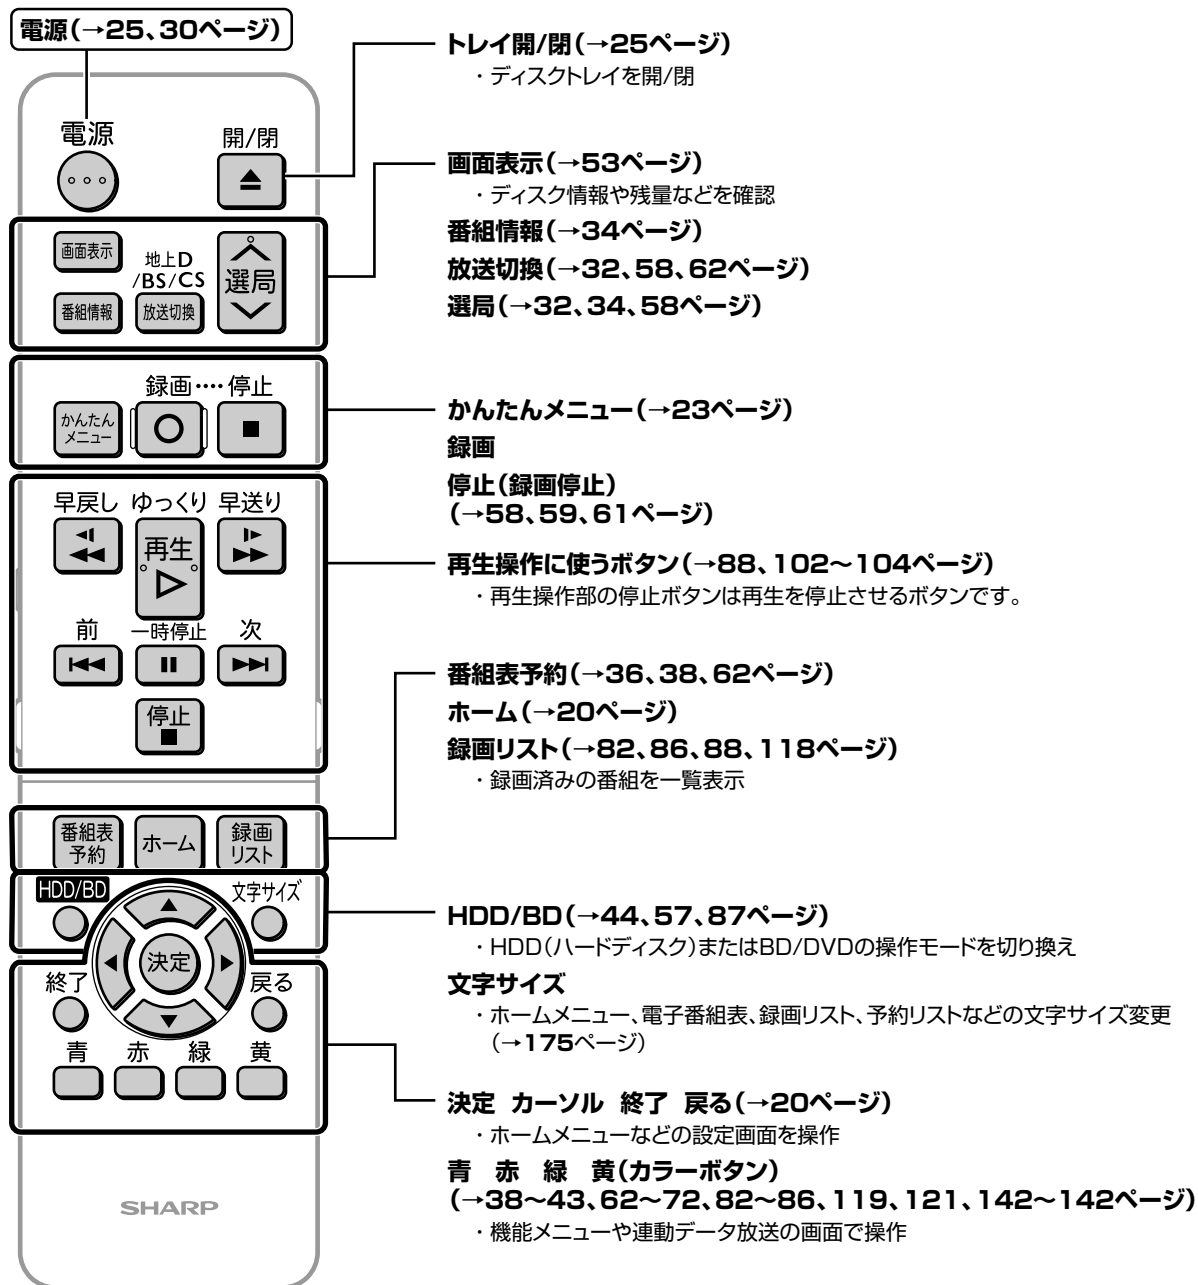 電源(→25、30ページ)
トレイ開/閉(→25ページ)
・ディスクトレイを開/閉
電源
開/閉
画面表示(→53ページ)
・ディスク情報や残量などを確認
番組情報(→34ページ)
放送切換(→32、58、62ページ)
選局(→32、34、58ページ)
画面表示
地上D
/BS/CS
選局
番組情報
放送切換
録画‥‥停止
かんたん
メニュー
かんたんメニュー(→23ページ)
録画
停止(録画停止)
(→58、59、61ページ)
早戻し ゆっくり 早送り
再生
再生操作に使うボタン(→88、102〜104ページ)
・再生操作部の停止ボタンは再生を停止させるボタンです。
前 一時停止 次
停止
番組表予約(→36、38、62ページ)
ホーム(→20ページ)
録画リスト(→82、86、88、118ページ)
・録画済みの番組を一覧表示
番組表
予約
ホーム
録画
リスト
HDD/BD
文字サイズ
HDD/BD(→44、57、87ページ)
・HDD(ハードディスク)またはBD/DVDの操作モードを切り換え
文字サイズ
・ホームメニュー、電子番組表、録画リスト、予約リストなどの文字サイズ変更
(→175ページ)
決定
終了
戻る
青 赤 緑 黄
決定 カーソル 終了 戻る(→20ページ)
・ホームメニューなどの設定画面を操作
青 赤 緑 黄(カラーボタン)
(→38〜43、62〜72、82〜86、119、121、142〜142ページ)
・機能メニューや連動データ放送の画面で操作
SHARP